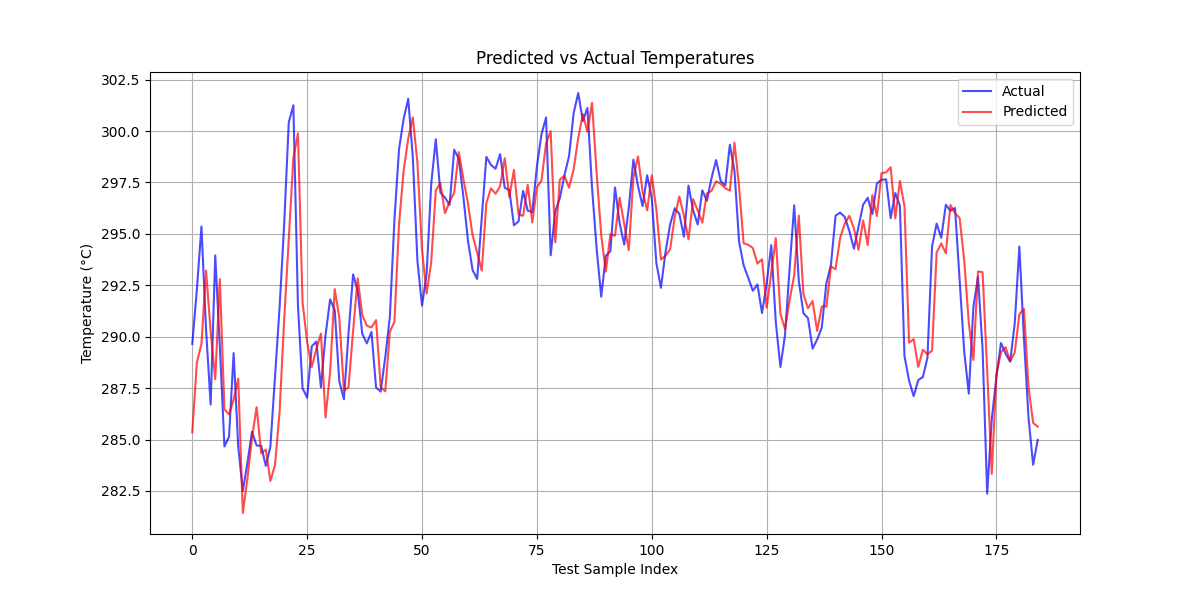 Predicted vs Actual Temperatures
302.5
300.0
297.5
295.0
292.5
290.0
287.5
285.0
282.5
Temperature (°C)
Actual
Predicted
0 25 50 75 100 125 150 175
Test Sample Index